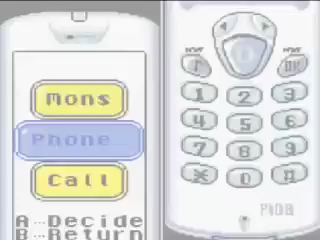 Mons
Phone
Call
A…Decide
B…Return
1 2 3
4 5 6
7 8 9
* 0 #